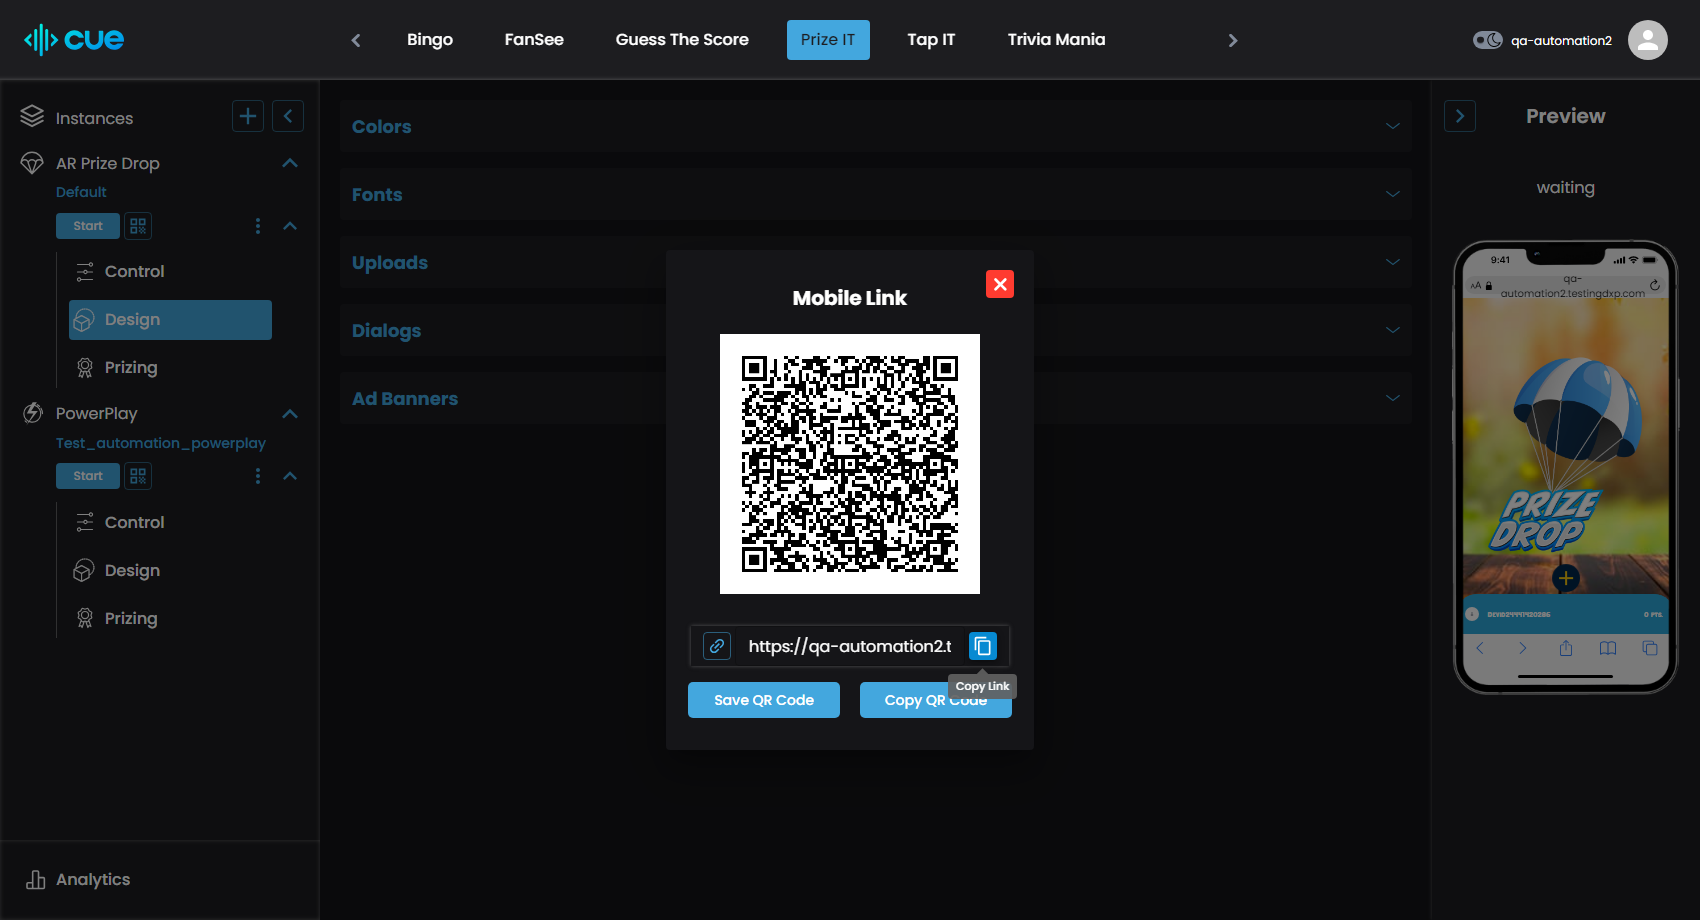 cue
Bingo
FanSee
Guess The Score
Prize IT
Tap IT
Trivia Mania
qa-automation2
Instances
AR Prize Drop
Default
Start
Control
Design
Prizing
PowerPlay
Test_automation_powerplay
Start
Control
Design
Prizing
Analytics
Colors
Fonts
Uploads
Dialogs
Ad Banners
Mobile Link
https://qa-automation2.t
Copy Link
Save QR Code
Copy QR Code
Preview
waiting
9:41
AA
qa-
automation2.testingdxp.com
PRIZE
DROP
0 PTS.